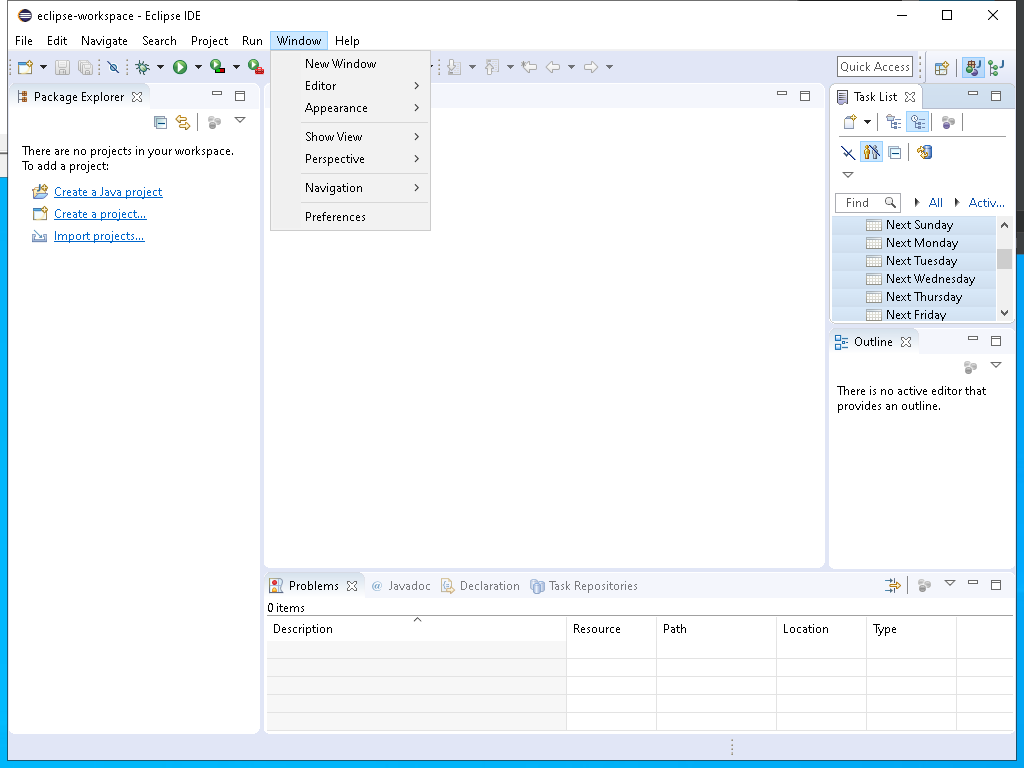 eclipse-workspace - Eclipse IDE
File Edit Navigate Search Project Run Window Help
Quick Access
New Window
Editor
Appearance
Show View
Perspective
Navigation
Preferences
Package Explorer
There are no projects in your workspace.
To add a project:
Create a Java project
Create a project...
Import projects...
Task List
Find All Activ...
Next Sunday
Next Monday
Next Tuesday
Next Wednesday
Next Thursday
Next Friday
Outline
There is no active editor that
provides an outline.
Problems @ Javadoc Declaration Task Repositories
0 items
Description Resource Path Location Type